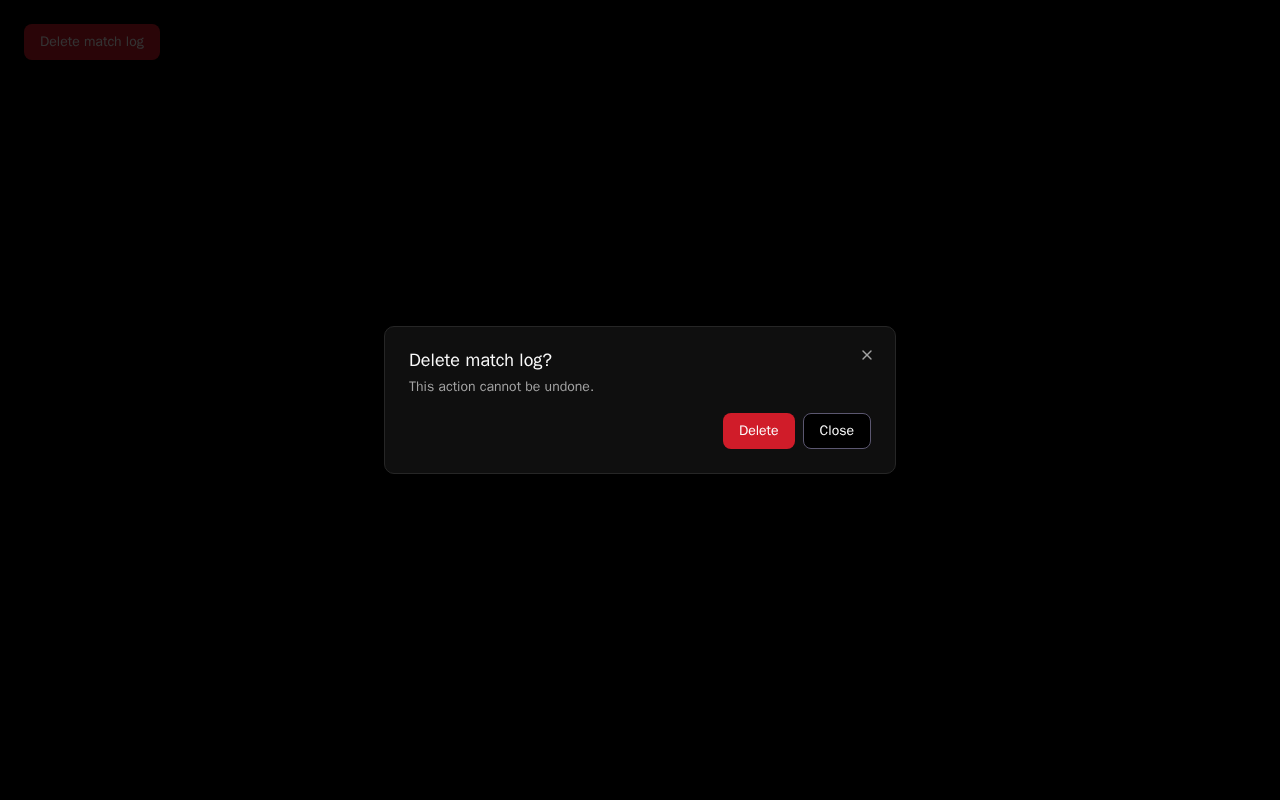 Delete match log
Delete match log?
This action cannot be undone.
Delete
Close